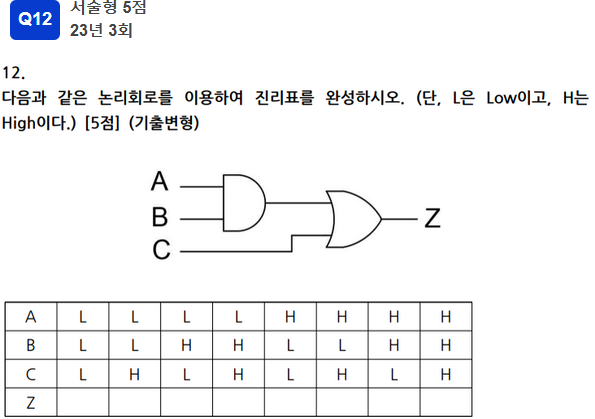 Q12
서술형 5점
23년 3회
12.
다음과 같은 논리회로를 이용하여 진리표를 완성하시오. (단, L은 Low이고, H는
High이다.) [5점] (기출변형)
A
B
C
Z
A L L L L H H H H
B L L H H L L H H
C L H L H L H L H
Z